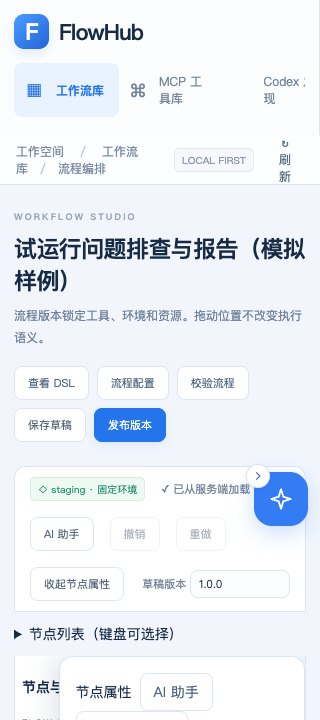 F FlowHub
工作流库
MCP 工
具库
Codex
现
工作空间 / 工作流
库 / 流程编排
LOCAL FIRST
刷
新
WORKFLOW STUDIO
试运行问题排查与报告（模拟
样例）
流程版本锁定工具、环境和资源。拖动位置不改变执行
语义。
查看 DSL
流程配置
校验流程
保存草稿
发布版本
◇ staging · 固定环境
✓ 已从服务端加载
AI 助手
撤销
重做
收起节点属性
草稿版本
1.0.0
▶ 节点列表（键盘可选择）
节点与
节点属性
AI 助手